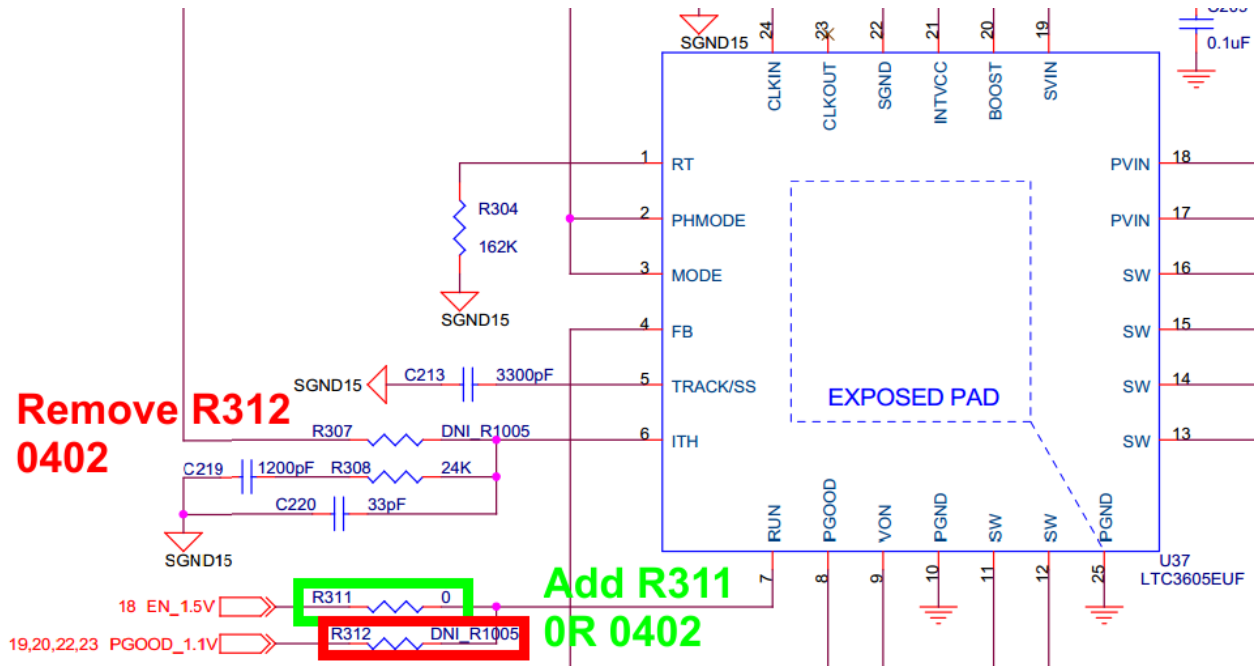 24 23 22 21 20 19
SGND15
0.1uF
CLKIN CLKOUT SGND INTVCC BOOST SVIN
1 RT
PVIN 18
R304
162K
2 PHMODE
PVIN 17
3 MODE
SW 16
SGND15
4 FB
SW 15
SGND15 C213 3300pF
5 TRACK/SS
SW 14
EXPOSED PAD
Remove R312
0402
R307 DNI_R1005
6 ITH
SW 13
C219 1200pF R308 24K
C220 33pF
SGND15
RUN PGOOD VON PGND SW SW PGND
7 8 9 10 11 12 25
U37
LTC3605EUF
Add R311
0R 0402
18 EN_1.5V R311 0
19,20,22,23 PGOOD_1.1V R312 DNI_R1005